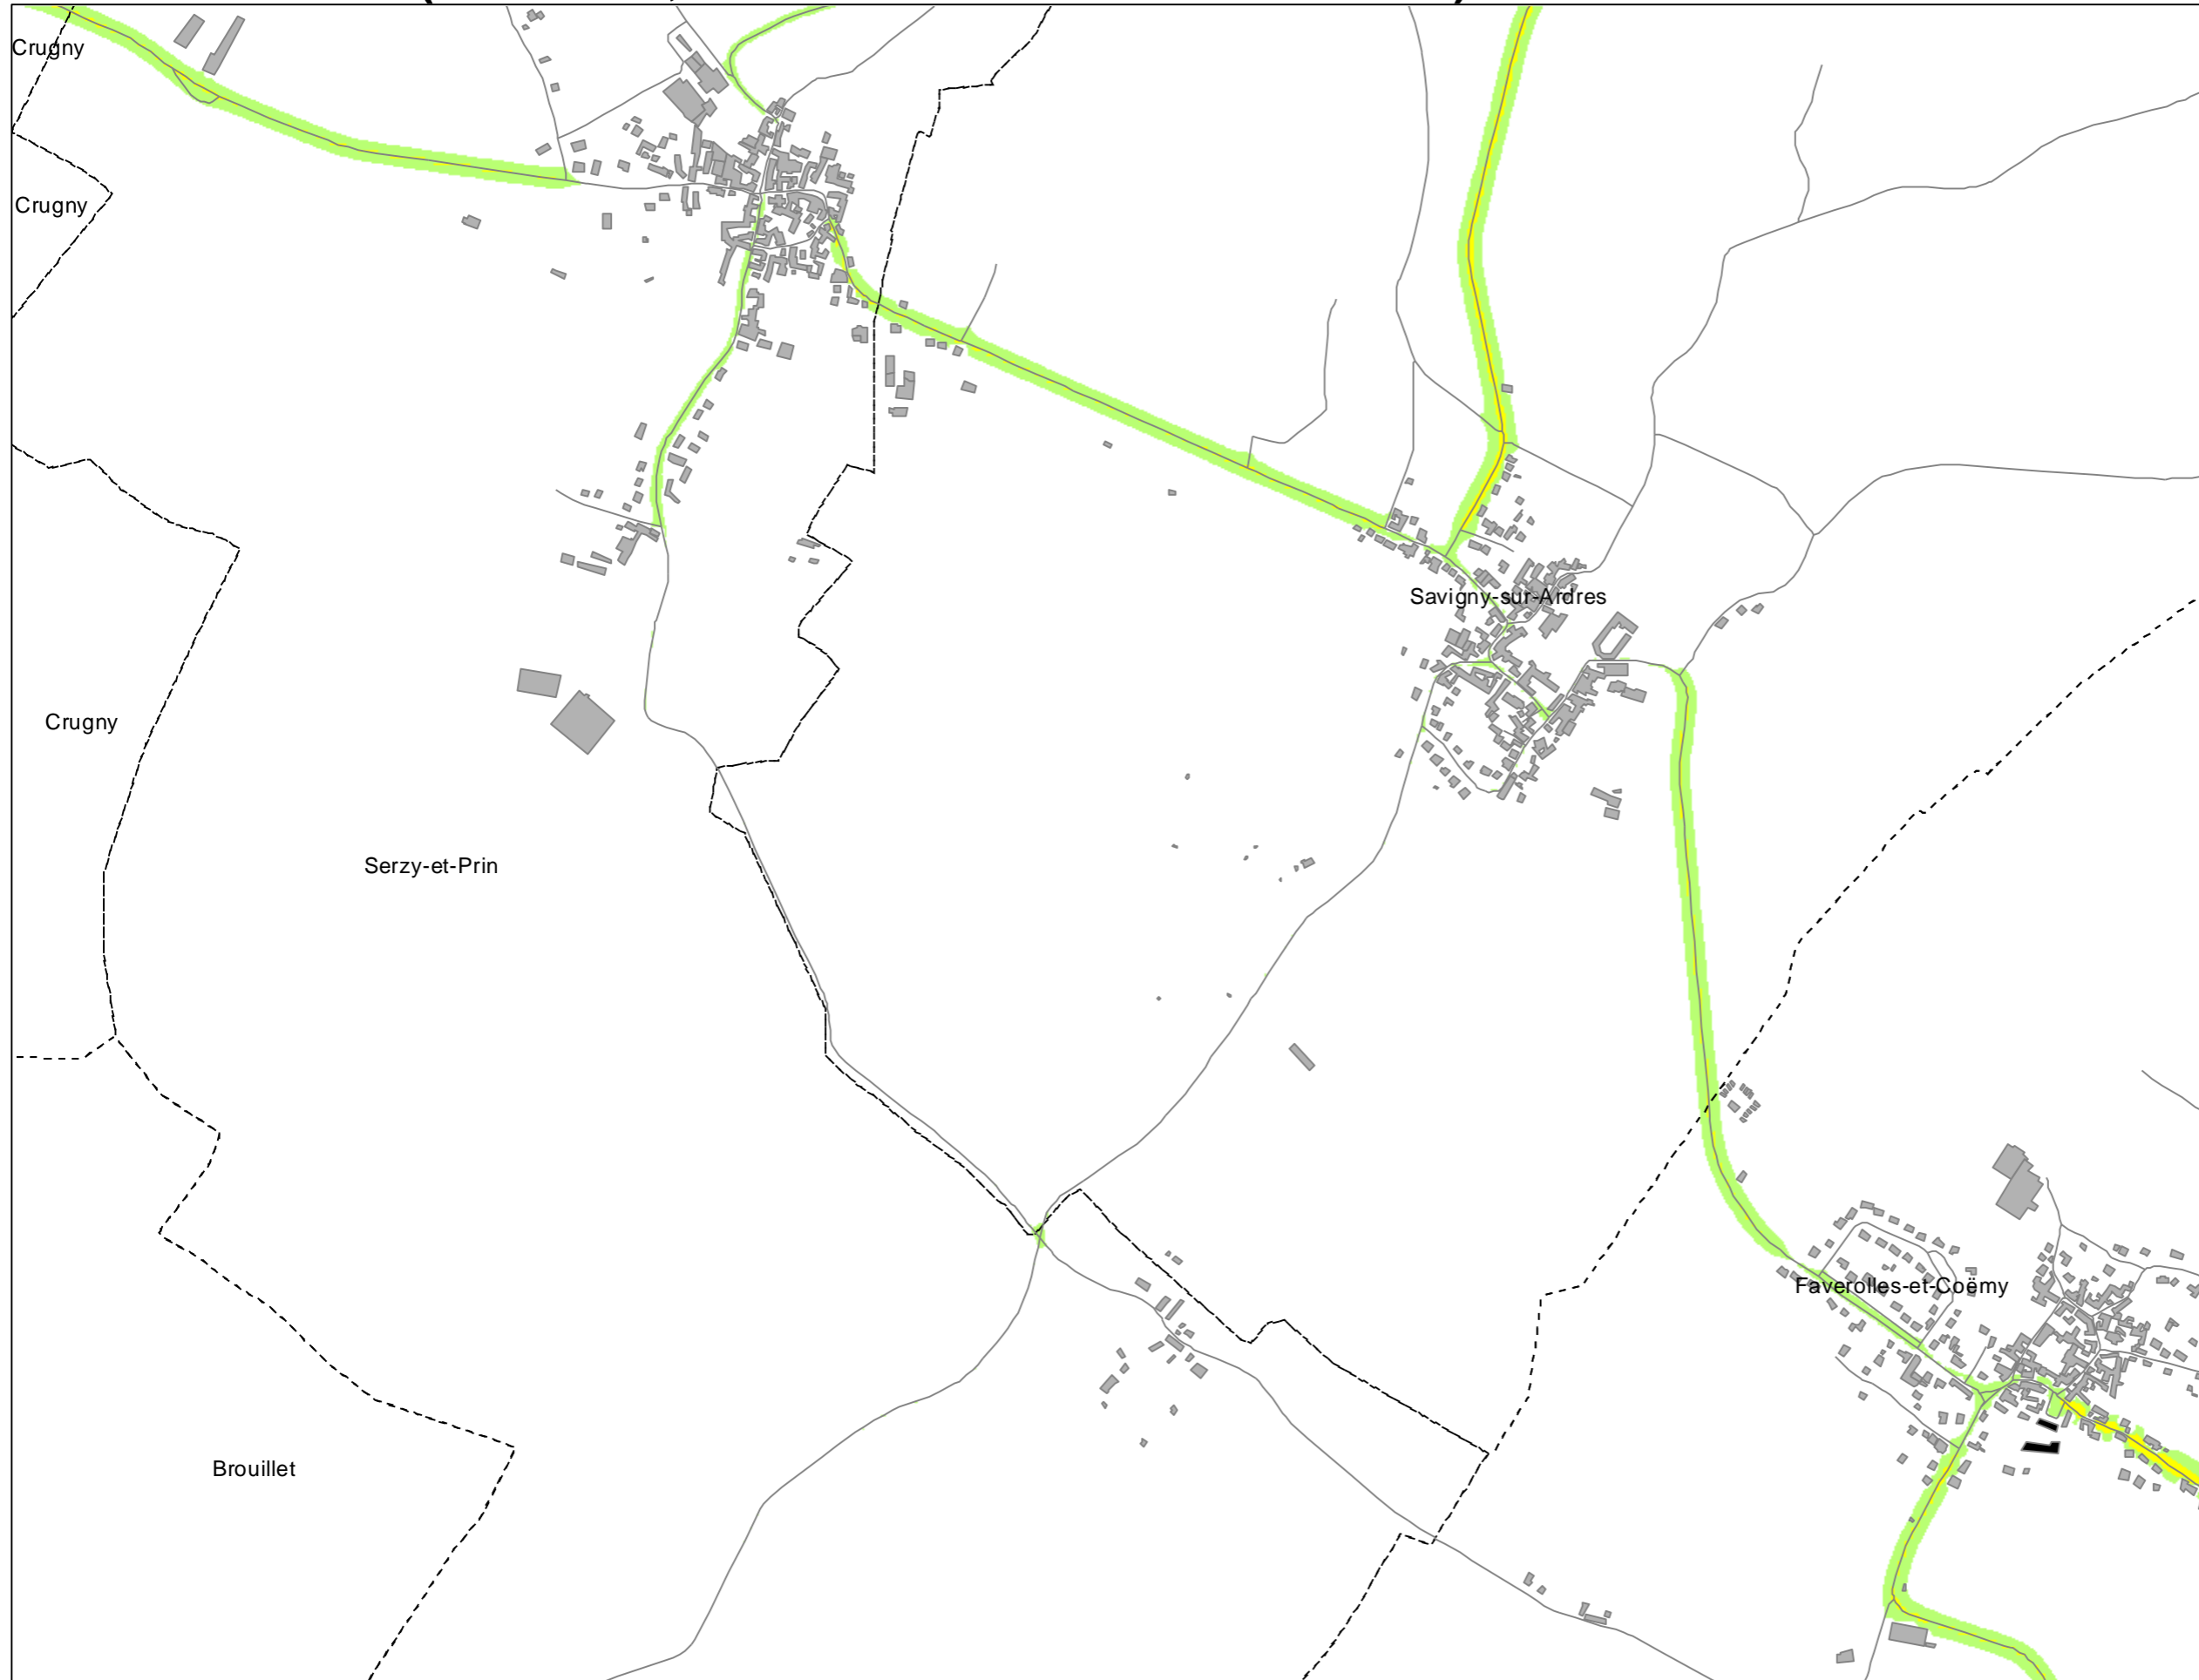 Crugny
Crugny
Savigny-sur-Ardres
Crugny
Serzy-et-Prin
Faverolles-et-Coëmy
Brouillet